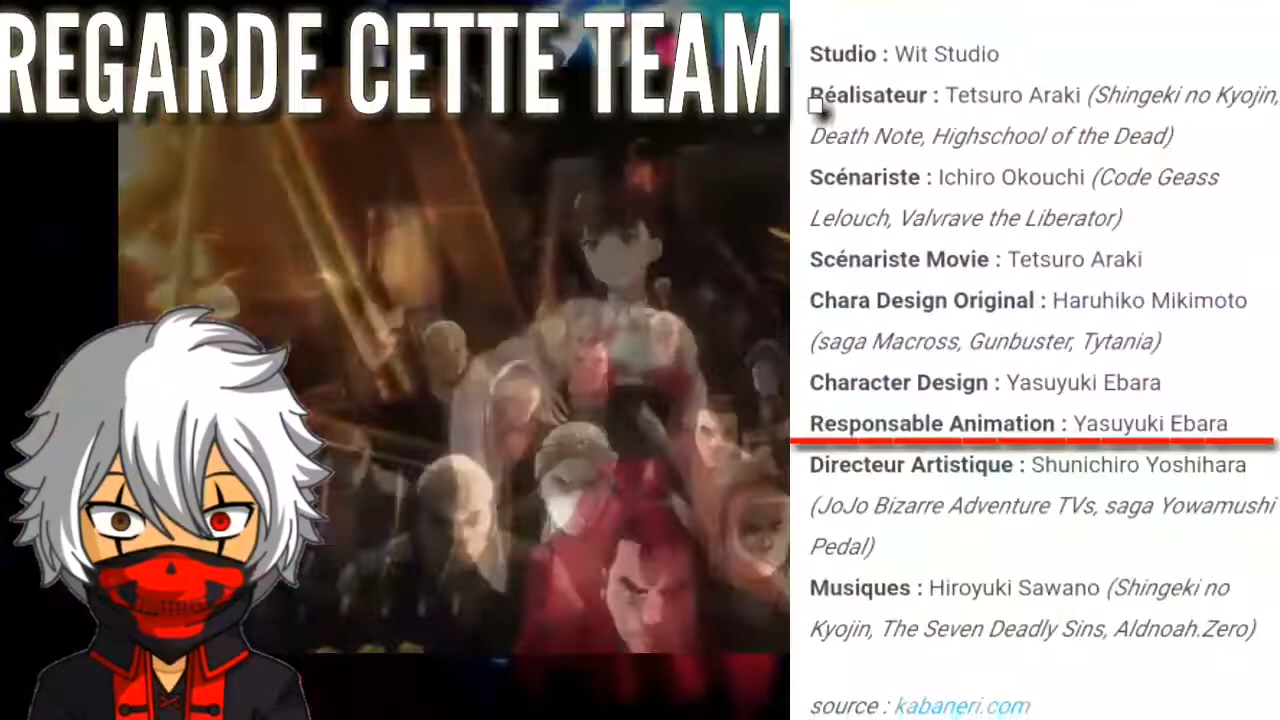 REGARDE CETTE TEAM
Studio : Wit Studio
Réalisateur : Tetsuro Araki (Shingeki no Kyojin,
Death Note, Highschool of the Dead)
Scénariste : Ichiro Okouchi (Code Geass
Lelouch, Valvrave the Liberator)
Scénariste Movie : Tetsuro Araki
Chara Design Original : Haruhiko Mikimoto
(saga Macross, Gunbuster, Tytania)
Character Design : Yasuyuki Ebara
Responsable Animation : Yasuyuki Ebara
Directeur Artistique : Shunichiro Yoshihara
(JoJo Bizarre Adventure TVs, saga Yowamushi
Pedal)
Musiques : Hiroyuki Sawano (Shingeki no
Kyojin, The Seven Deadly Sins, Aldnoah.Zero)
source : kabaneri.com